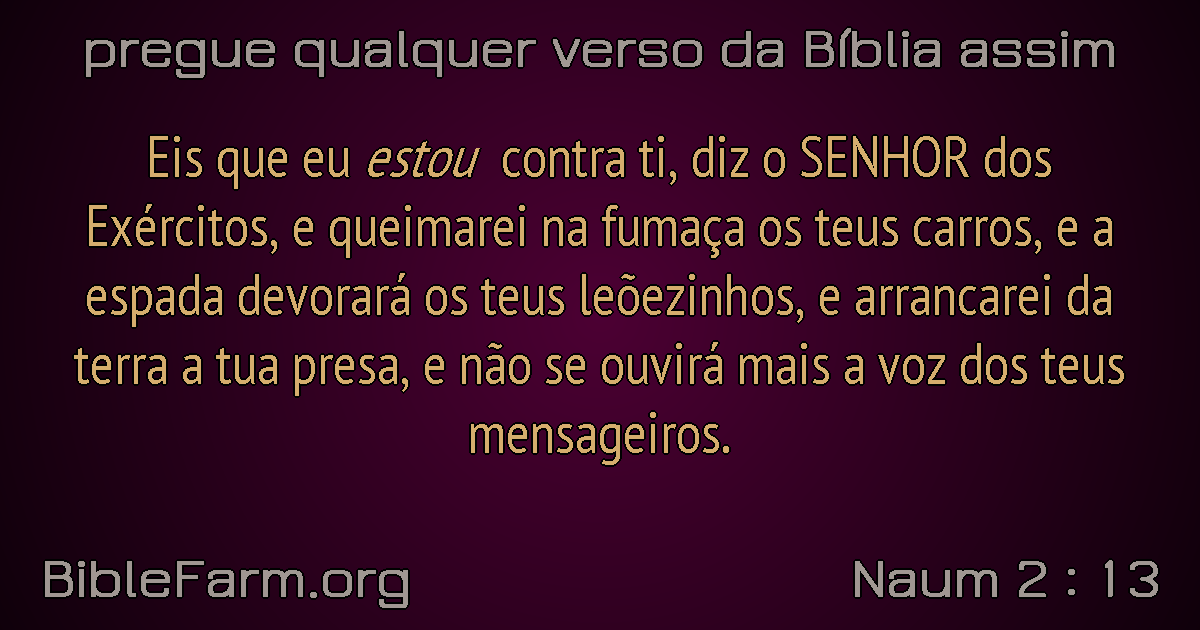 pregue qualquer verso da Bíblia assim
Eis que eu estou contra ti, diz o SENHOR dos
Exércitos, e queimarei na fumaça os teus carros, e a
espada devorará os teus leõezinhos, e arrancarei da
terra a tua presa, e não se ouvirá mais a voz dos teus
mensageiros.
BibleFarm.org
Naum 2 : 13